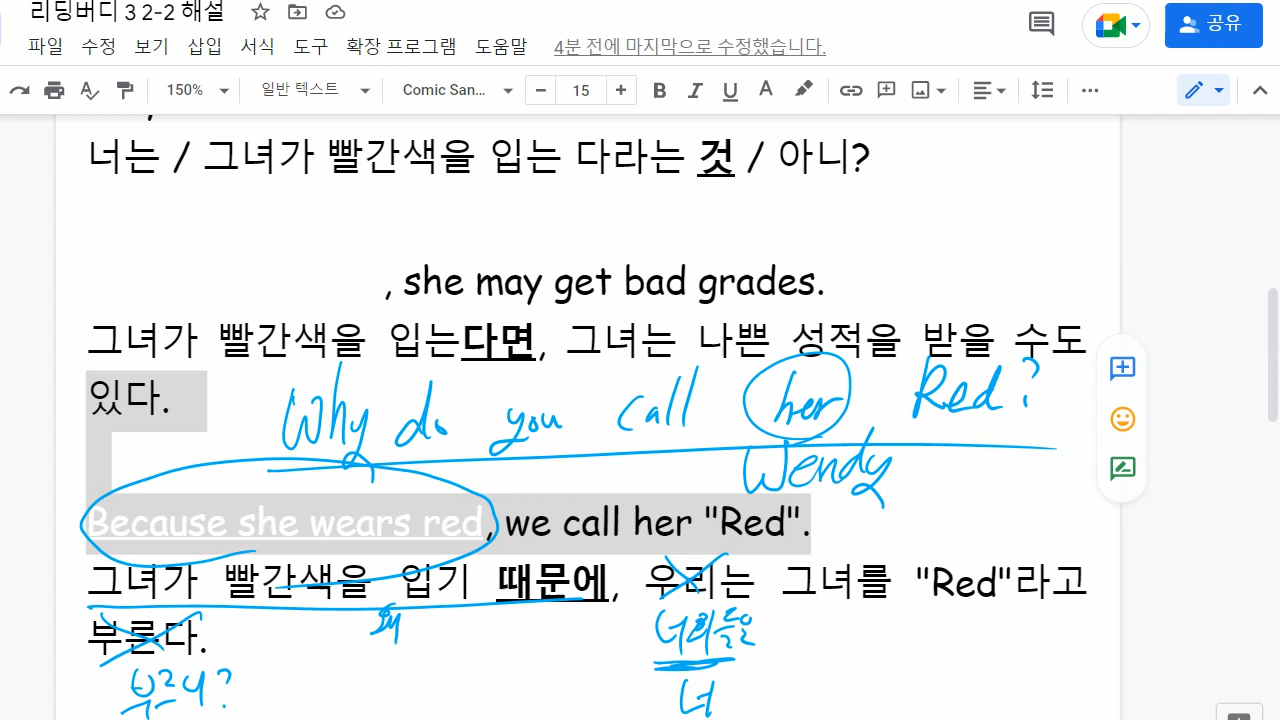 리딩버디 3 2-2 해설
파일 수정 보기 삽입 서식 도구 확장 프로그램 도움말 4분 전에 마지막으로 수정했습니다.
공유
150% 일반 텍스트 Comic San... 15 B I U A
너는 / 그녀가 빨간색을 입는 다라는 것 / 아니?
, she may get bad grades.
그녀가 빨간색을 입는다면, 그녀는 나쁜 성적을 받을 수도
있다.
Why do you call her Red?
Wendy
Because she wears red, we call her "Red".
그녀가 빨간색을 입기 때문에, 우리는 그녀를 "Red"라고
왜 너희들은
부른다.
부르니? 너